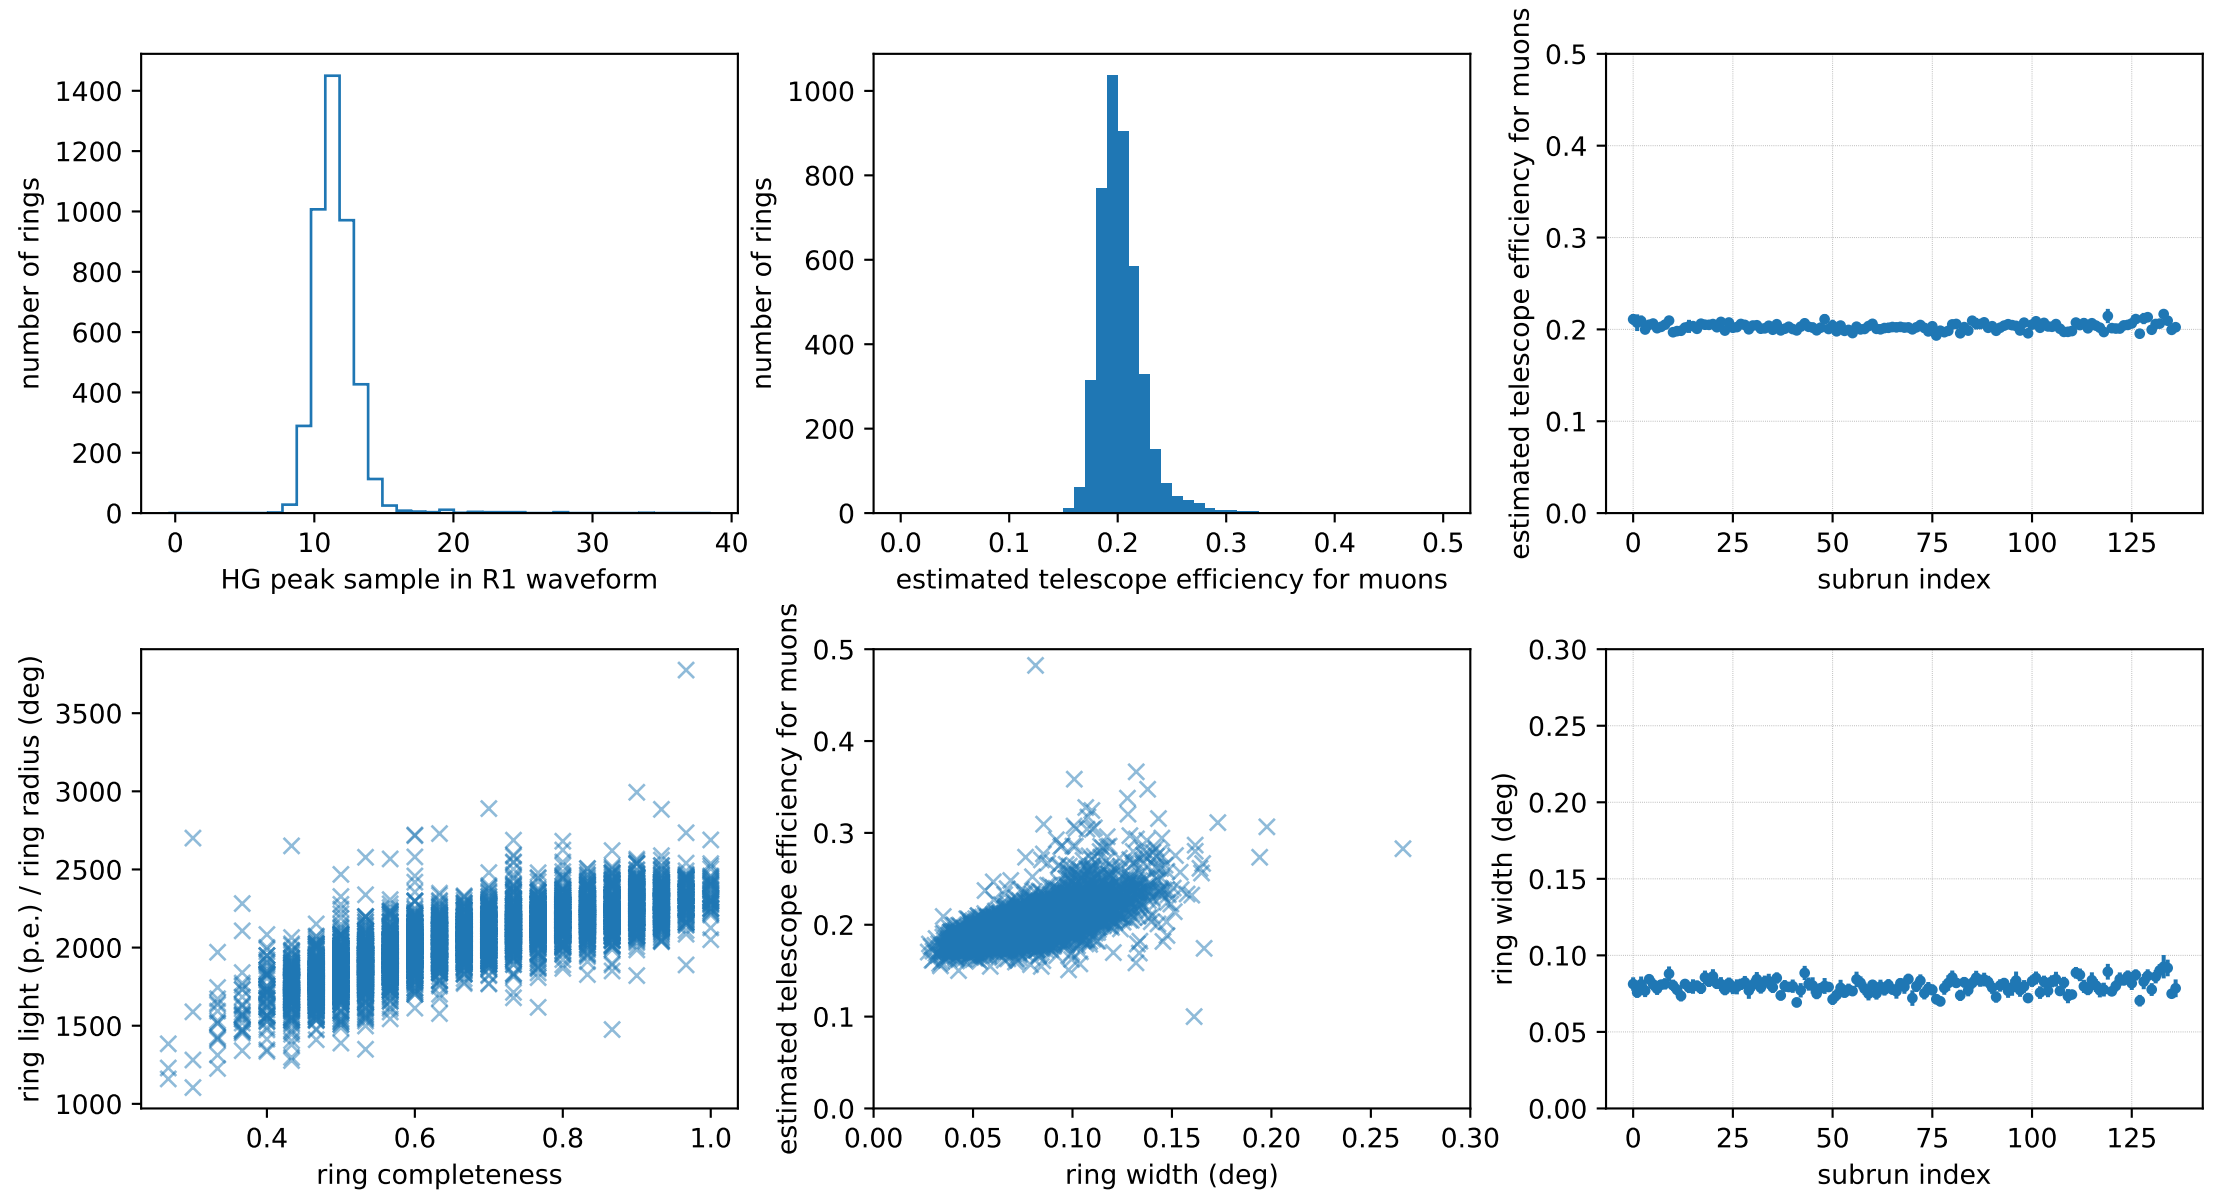 number of rings
1400
1200
1000
800
600
400
200
0
0 10 20 30 40
HG peak sample in R1 waveform
number of rings
1000
800
600
400
200
0
0.0 0.1 0.2 0.3 0.4 0.5
estimated telescope efficiency for muons
estimated telescope efficiency for muons
0.5
0.4
0.3
0.2
0.1
0.0
0 25 50 75 100 125
subrun index
ring light (p.e.) / ring radius (deg)
3500
3000
2500
2000
1500
1000
0.4 0.6 0.8 1.0
ring completeness
estimated telescope efficiency for muons
0.5
0.4
0.3
0.2
0.1
0.0
0.00 0.05 0.10 0.15 0.20 0.25 0.30
ring width (deg)
ring width (deg)
0.30
0.25
0.20
0.15
0.10
0.05
0.00
0 25 50 75 100 125
subrun index